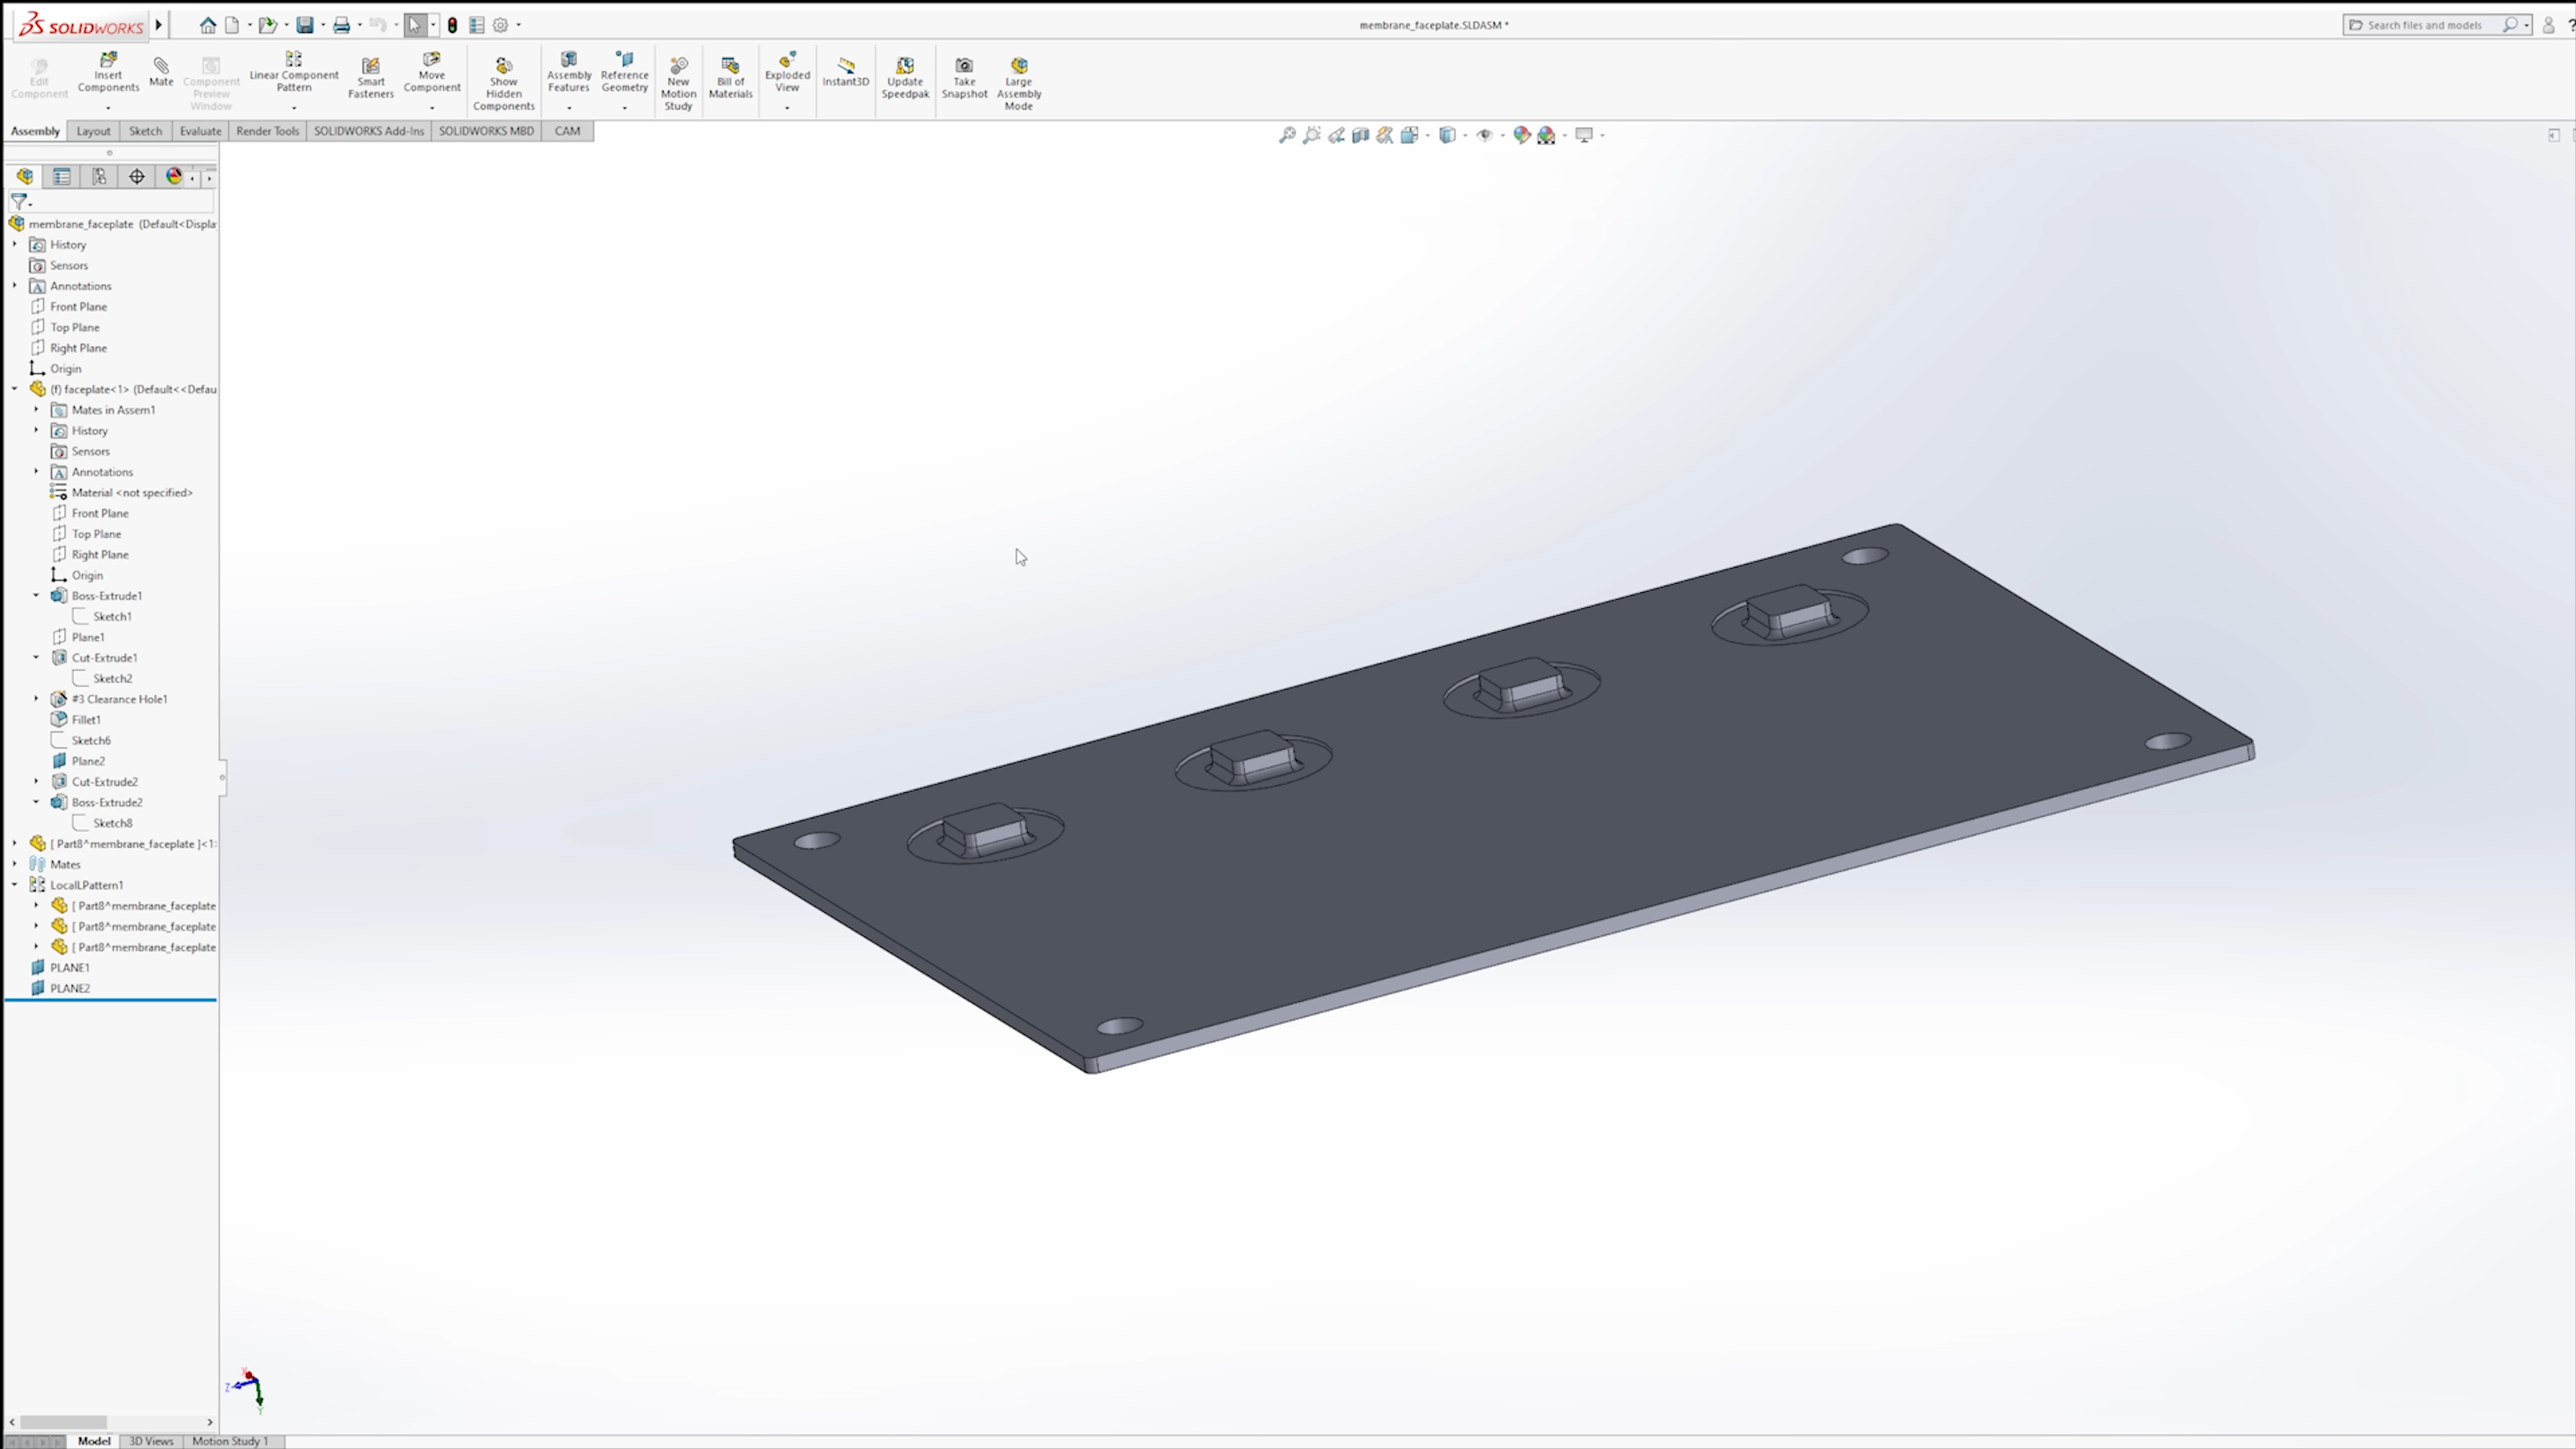 SOLIDWORKS
membrane_faceplate.SLDASM *
Search files and models
?
Edit Component
Insert Components
Mate
Component Preview Window
Linear Component Pattern
Smart Fasteners
Move Component
Show Hidden Components
Assembly Features
Reference Geometry
New Motion Study
Bill of Materials
Exploded View
Instant3D
Update Speedpak
Take Snapshot
Large Assembly Mode
Assembly
Layout
Sketch
Evaluate
Render Tools
SOLIDWORKS Add-Ins
SOLIDWORKS MBD
CAM
membrane_faceplate (Default<Displa
History
Sensors
Annotations
Front Plane
Top Plane
Right Plane
Origin
(f) faceplate<1> (Default<<Defau
Mates in Assem1
History
Sensors
Annotations
Material <not specified>
Front Plane
Top Plane
Right Plane
Origin
Boss-Extrude1
Sketch1
Plane1
Cut-Extrude1
Sketch2
#3 Clearance Hole1
Fillet1
Sketch6
Plane2
Cut-Extrude2
Boss-Extrude2
Sketch8
[ Part8^membrane_faceplate ]<1>
Mates
LocalLPattern1
[ Part8^membrane_faceplate
[ Part8^membrane_faceplate
[ Part8^membrane_faceplate
PLANE1
PLANE2
X
Z
Y
Model
3D Views
Motion Study 1